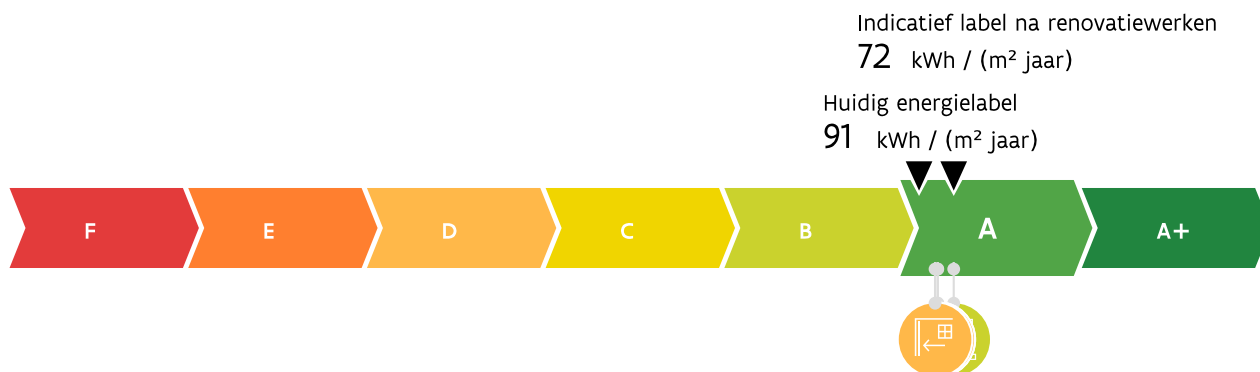 Indicatief label na renovatiewerken
72 kWh / (m² jaar)
Huidig energielabel
91 kWh / (m² jaar)
F E D C B A A+